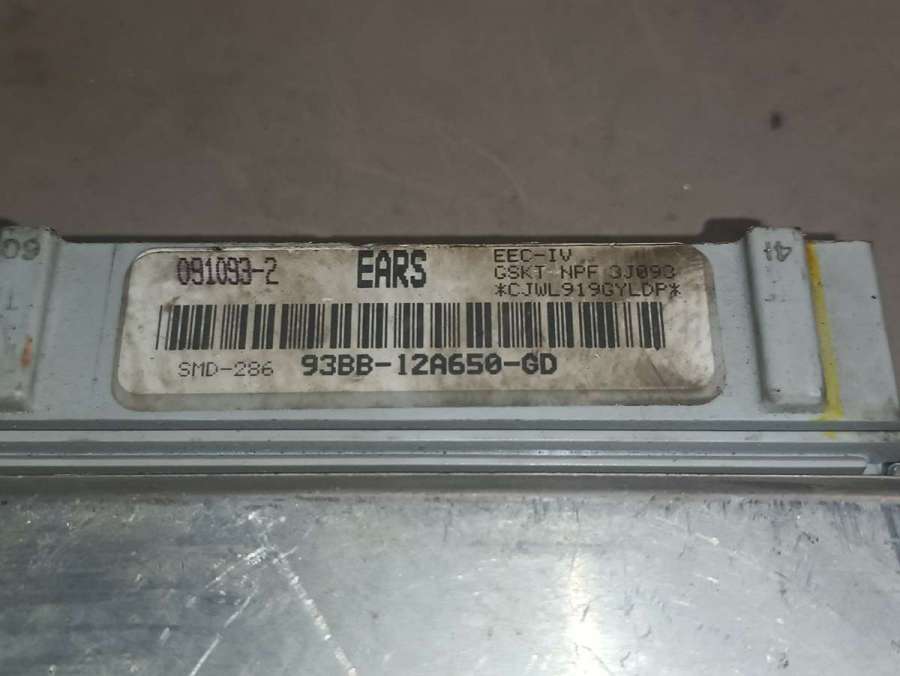 091093-2
EARS
EEC-IV
GSKT NPF 3J093
*CJWL919GYLDP*
SMD-286 93BB-12A650-GD